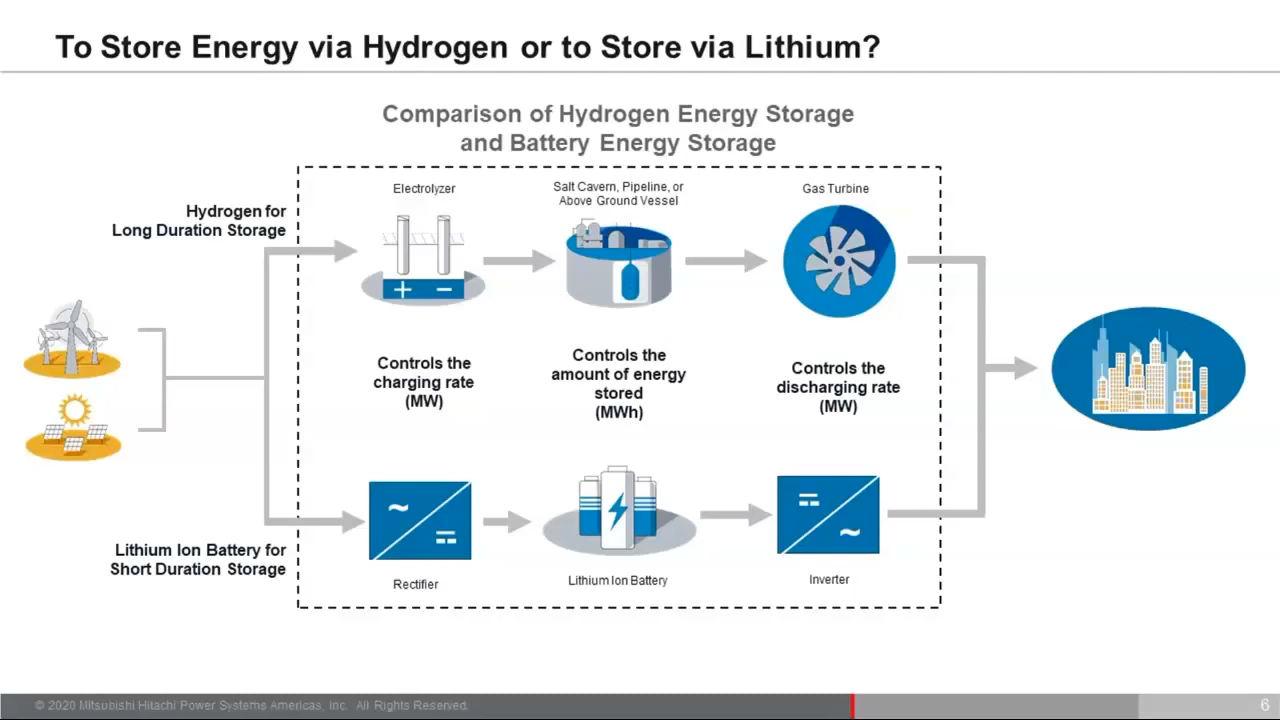 To Store Energy via Hydrogen or to Store via Lithium?
Comparison of Hydrogen Energy Storage
and Battery Energy Storage
Hydrogen for
Long Duration Storage
Electrolyzer
Salt Cavern, Pipeline, or
Above Ground Vessel
Gas Turbine
+ −
Controls the
charging rate
(MW)
Controls the
amount of energy
stored
(MWh)
Controls the
discharging rate
(MW)
Lithium Ion Battery for
Short Duration Storage
~
~
Rectifier
Lithium Ion Battery
Inverter
© 2020 Mitsubishi Hitachi Power Systems Americas, Inc. All Rights Reserved.
6